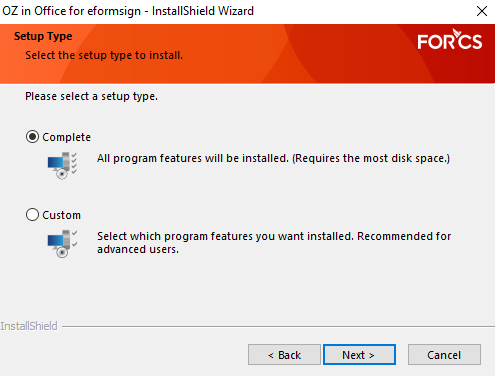 OZ in Office for eformsign - InstallShield Wizard
Setup Type
Select the setup type to install.
FORCS
Please select a setup type.
Complete
All program features will be installed. (Requires the most disk space.)
Custom
Select which program features you want installed. Recommended for
advanced users.
InstallShield
< Back
Next >
Cancel